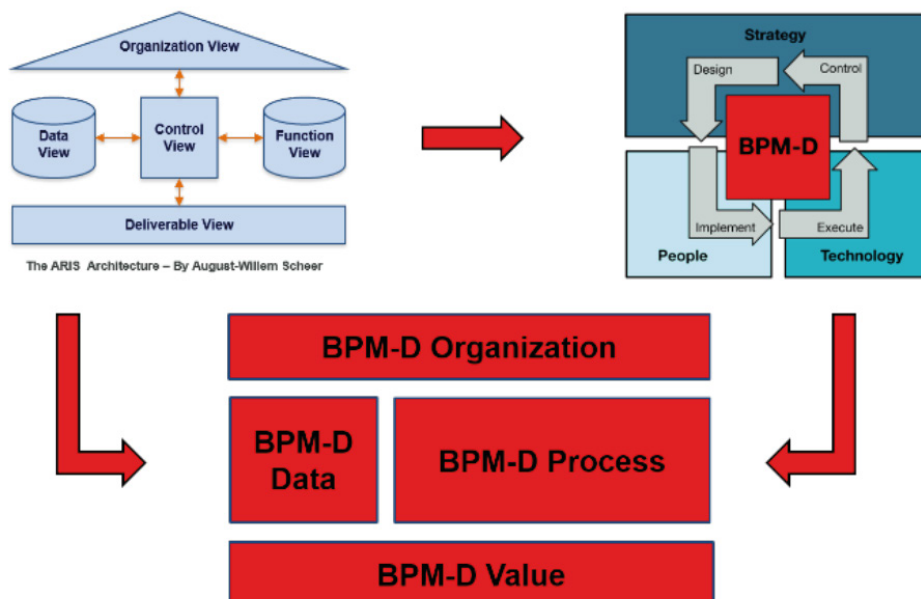 Organization View
Data
View
Control
View
Function
View
Deliverable View
The ARIS Architecture – By August-Willem Scheer
Strategy
Design
Control
BPM-D
Implement
Execute
People
Technology
BPM-D Organization
BPM-D
Data
BPM-D Process
BPM-D Value